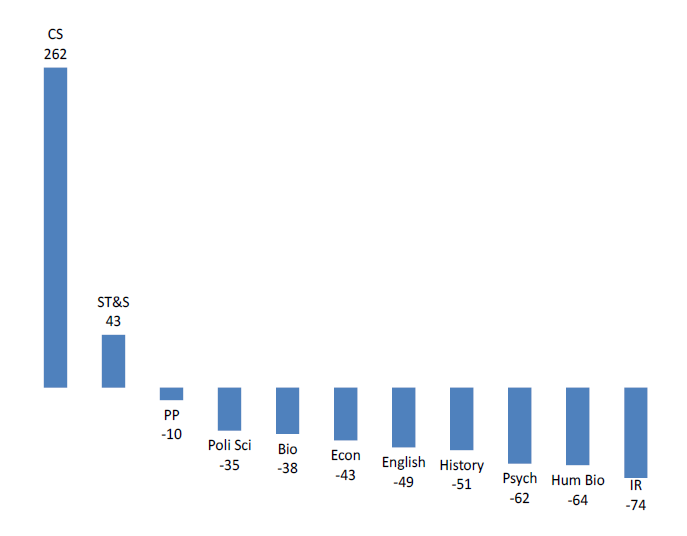 CS
262
ST&S
43
PP
-10
Poli Sci
-35
Bio
-38
Econ
-43
English
-49
History
-51
Psych
-62
Hum Bio
-64
IR
-74